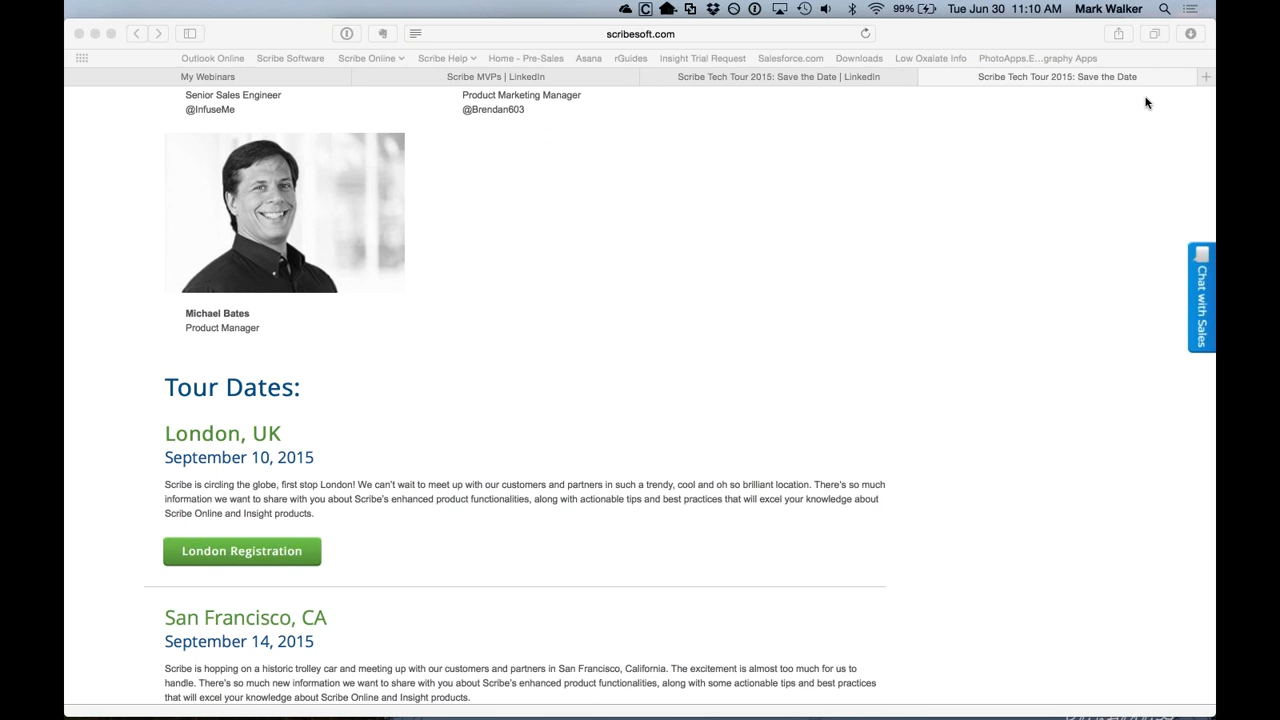 99%
Tue Jun 30 11:10 AM
Mark Walker
scribesoft.com
Outlook Online
Scribe Software
Scribe Online
Scribe Help
Home - Pre-Sales
Asana
rGuides
Insight Trial Request
Salesforce.com
Downloads
Low Oxalate Info
PhotoApps.E...graphy Apps
My Webinars
Scribe MVPs | LinkedIn
Scribe Tech Tour 2015: Save the Date | LinkedIn
Scribe Tech Tour 2015: Save the Date
Senior Sales Engineer
@InfuseMe
Product Marketing Manager
@Brendan603
Michael Bates
Product Manager
Chat with Sales
Tour Dates:
London, UK
September 10, 2015
Scribe is circling the globe, first stop London! We can't wait to meet up with our customers and partners in such a trendy, cool and oh so brilliant location. There's so much
information we want to share with you about Scribe's enhanced product functionalities, along with actionable tips and best practices that will excel your knowledge about
Scribe Online and Insight products.
London Registration
San Francisco, CA
September 14, 2015
Scribe is hopping on a historic trolley car and meeting up with our customers and partners in San Francisco, California. The excitement is almost too much for us to
handle. There's so much new information we want to share with you about Scribe's enhanced product functionalities, along with some actionable tips and best practices
that will excel your knowledge about Scribe Online and Insight products.